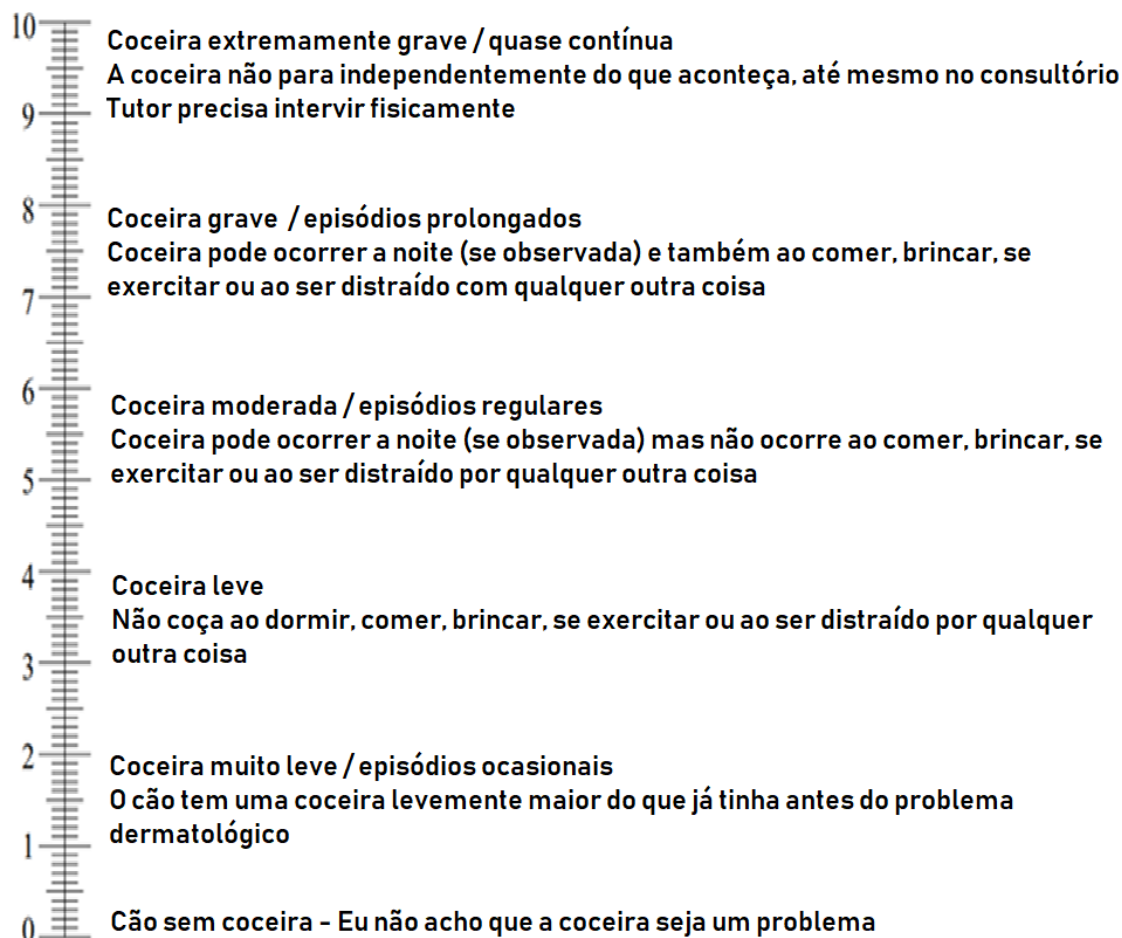 10
Coceira extremamente grave / quase contínua
A coceira não para independentemente do que aconteça, até mesmo no consultório
Tutor precisa intervir fisicamente
9
8
Coceira grave / episódios prolongados
Coceira pode ocorrer a noite (se observada) e também ao comer, brincar, se
exercitar ou ao ser distraído com qualquer outra coisa
7
6
Coceira moderada / episódios regulares
Coceira pode ocorrer a noite (se observada) mas não ocorre ao comer, brincar, se
exercitar ou ao ser distraído por qualquer outra coisa
5
4
Coceira leve
Não coça ao dormir, comer, brincar, se exercitar ou ao ser distraído por qualquer
outra coisa
3
2
Coceira muito leve / episódios ocasionais
O cão tem uma coceira levemente maior do que já tinha antes do problema
dermatológico
1
0
Cão sem coceira - Eu não acho que a coceira seja um problema